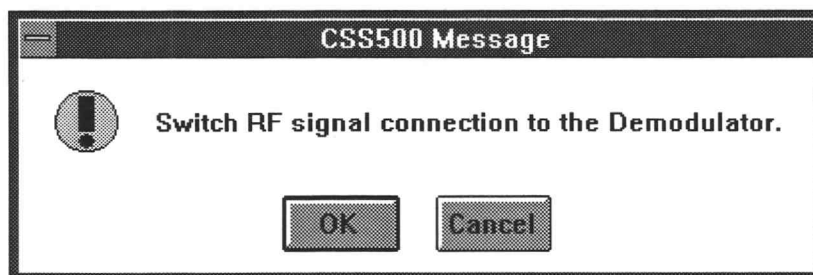 CSS500 Message
Switch RF signal connection to the Demodulator.
OK
Cancel